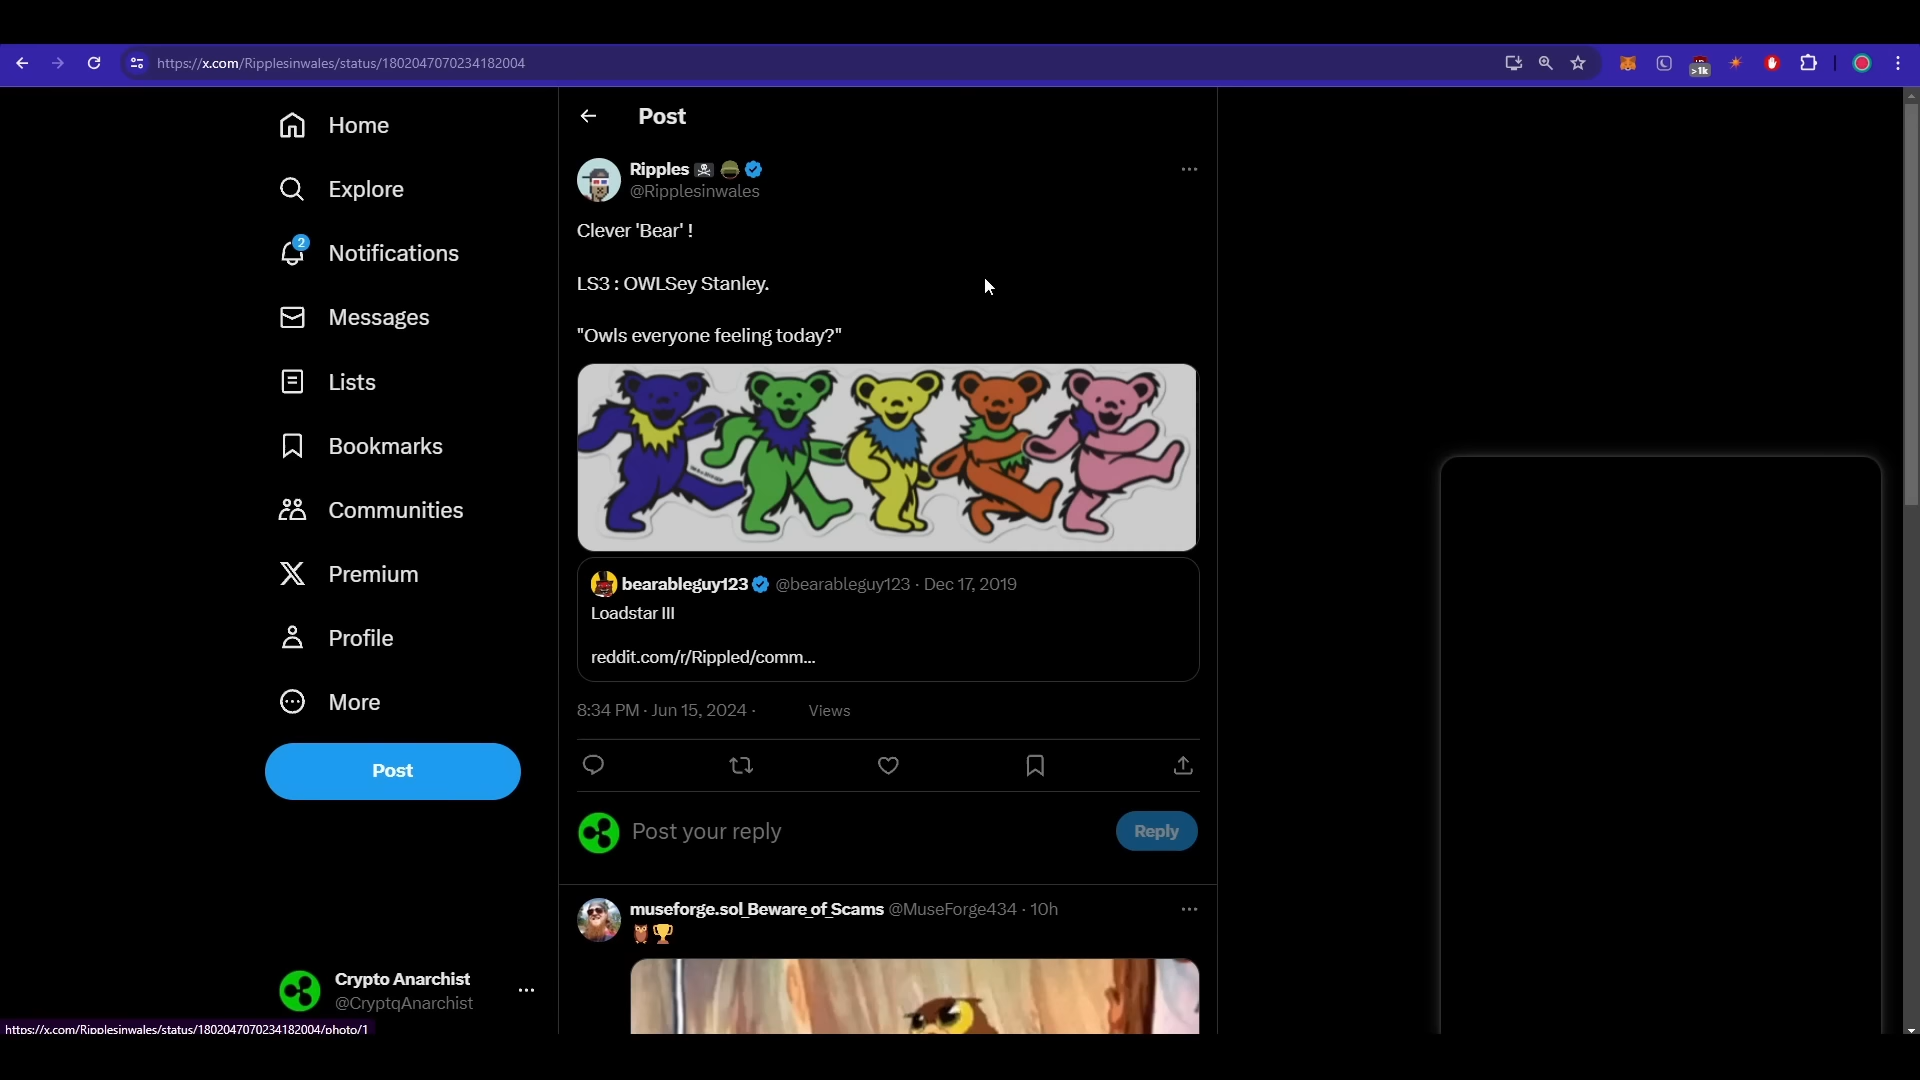 https://x.com/Ripplesinwales/status/1802047070234182004
>1k
Home
Explore
2
Notifications
Messages
Lists
Bookmarks
Communities
Premium
Profile
More
Post
Crypto Anarchist
@CryptqAnarchist
https://x.com/Ripplesinwales/status/1802047070234182004/photo/1
Post
Ripples
@Ripplesinwales
Clever 'Bear' !
LS3 : OWLSey Stanley.
"Owls everyone feeling today?"
bearableguy123 @bearableguy123 · Dec 17, 2019
Loadstar III
reddit.com/r/Rippled/comm...
8:34 PM · Jun 15, 2024 · Views
Post your reply
Reply
museforge.sol_Beware_of_Scams @MuseForge434 · 10h